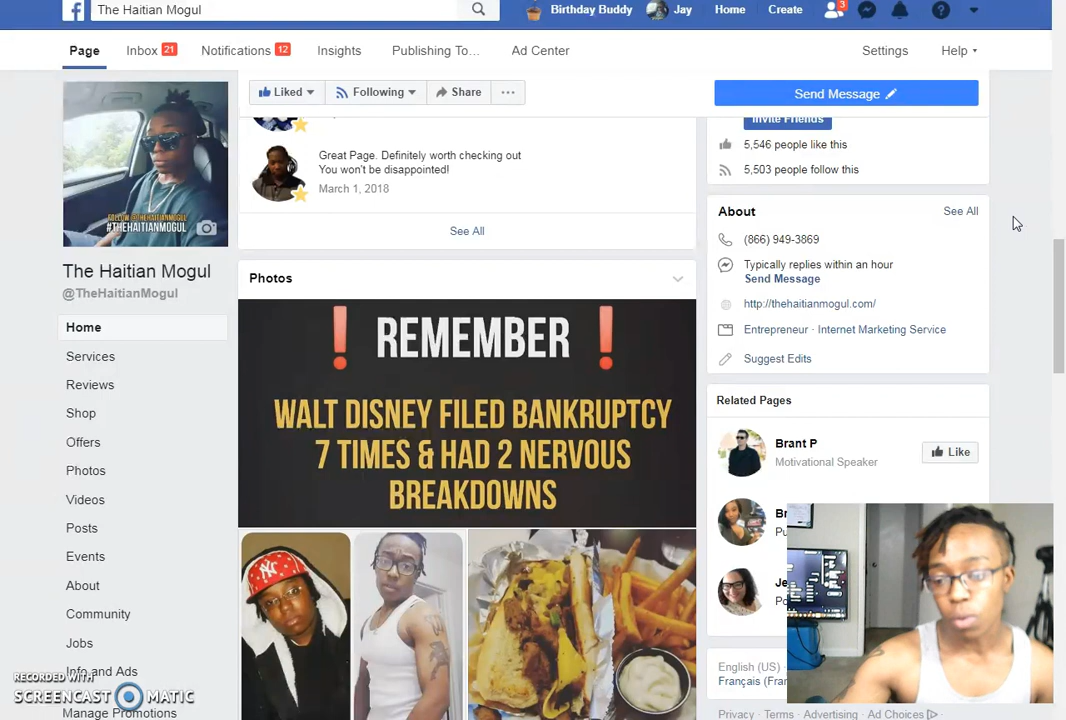 The Haitian Mogul
Birthday Buddy
Jay
Home
Create
3
Page
Inbox 21
Notifications 12
Insights
Publishing To...
Ad Center
Settings
Help
Liked
Following
Share
Send Message
FOLLOW @THEHAITIANMOGUL
#THEHAITIANMOGUL
The Haitian Mogul
@TheHaitianMogul
Home
Services
Reviews
Shop
Offers
Photos
Videos
Posts
Events
About
Community
Jobs
Info and Ads
Manage Promotions
RECORDED WITH
SCREENCAST MATIC
Great Page. Definitely worth checking out
You won't be disappointed!
March 1, 2018
See All
Photos
❗ REMEMBER ❗
WALT DISNEY FILED BANKRUPTCY
7 TIMES & HAD 2 NERVOUS
BREAKDOWNS
Invite Friends
5,546 people like this
5,503 people follow this
About
See All
(866) 949-3869
Typically replies within an hour
Send Message
http://thehaitianmogul.com/
Entrepreneur · Internet Marketing Service
Suggest Edits
Related Pages
Brant P
Motivational Speaker
Like
English (US)
Privacy · Terms · Advertising · Ad Choices